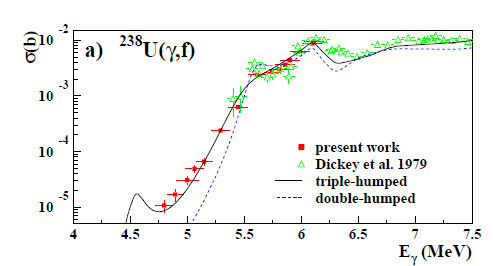 σ(b)
a) ²³⁸U(γ,f)
10⁻²
10⁻³
10⁻⁴
10⁻⁵
present work
Dickey et al. 1979
triple-humped
double-humped
4 4.5 5 5.5 6 6.5 7 7.5
Eγ (MeV)